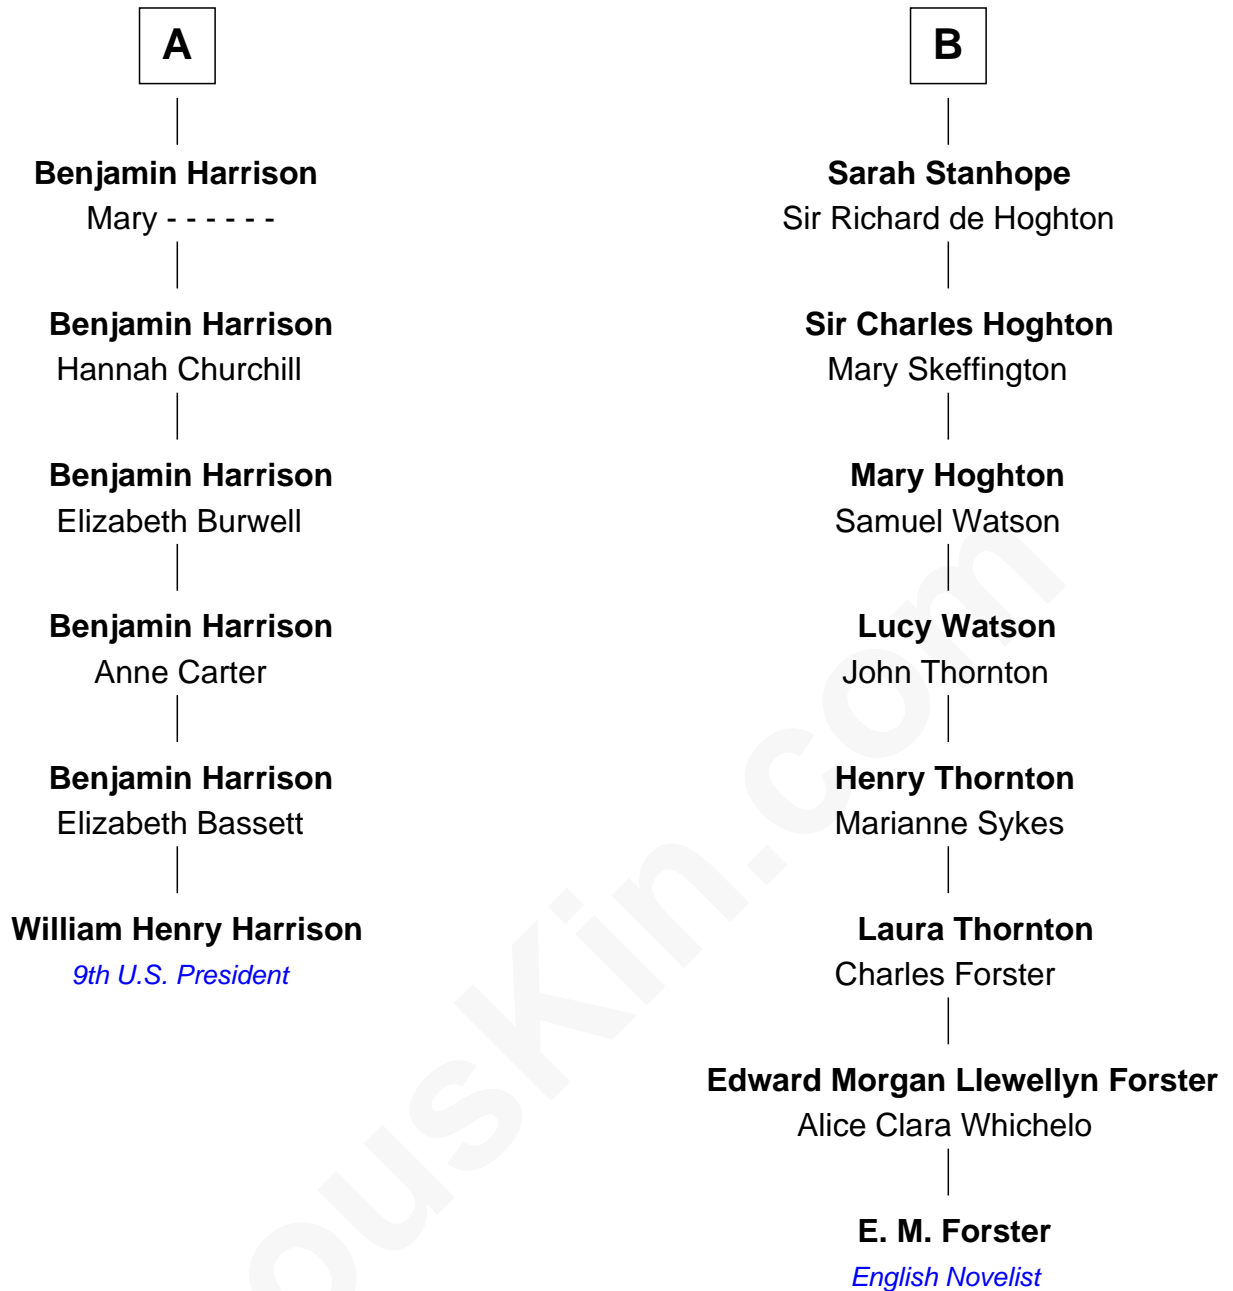 A
Benjamin Harrison
Mary - - - - - -
Benjamin Harrison
Hannah Churchill
Benjamin Harrison
Elizabeth Burwell
Benjamin Harrison
Anne Carter
Benjamin Harrison
Elizabeth Bassett
William Henry Harrison
9th U.S. President
B
Sarah Stanhope
Sir Richard de Hoghton
Sir Charles Hoghton
Mary Skeffington
Mary Hoghton
Samuel Watson
Lucy Watson
John Thornton
Henry Thornton
Marianne Sykes
Laura Thornton
Charles Forster
Edward Morgan Llewellyn Forster
Alice Clara Whichelo
E. M. Forster
English Novelist
ousKin.com